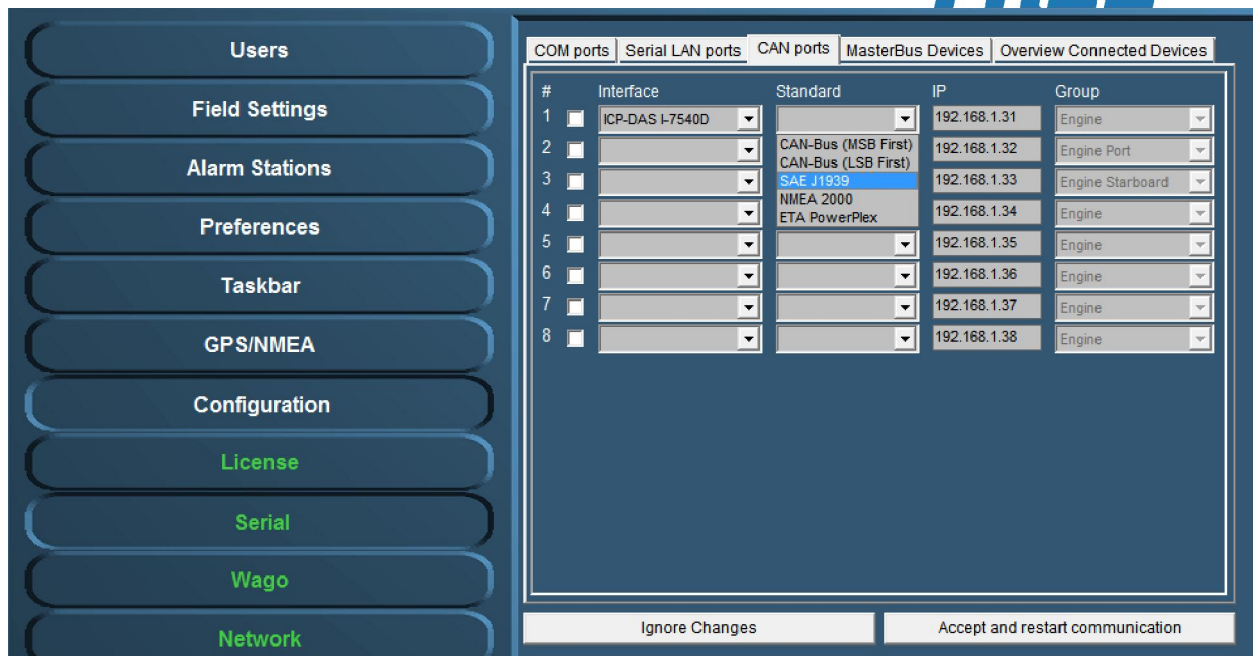 Users
Field Settings
Alarm Stations
Preferences
Taskbar
GPS/NMEA
Configuration
License
Serial
Wago
Network
COM ports Serial LAN ports CAN ports MasterBus Devices Overview Connected Devices
# Interface Standard IP Group
1 ICP-DAS I-7540D 192.168.1.31 Engine
2 CAN-Bus (MSB First) 192.168.1.32 Engine Port
CAN-Bus (LSB First)
3 SAE J1939 192.168.1.33 Engine Starboard
NMEA 2000
4 ETA PowerPlex 192.168.1.34 Engine
5 192.168.1.35 Engine
6 192.168.1.36 Engine
7 192.168.1.37 Engine
8 192.168.1.38 Engine
Ignore Changes Accept and restart communication